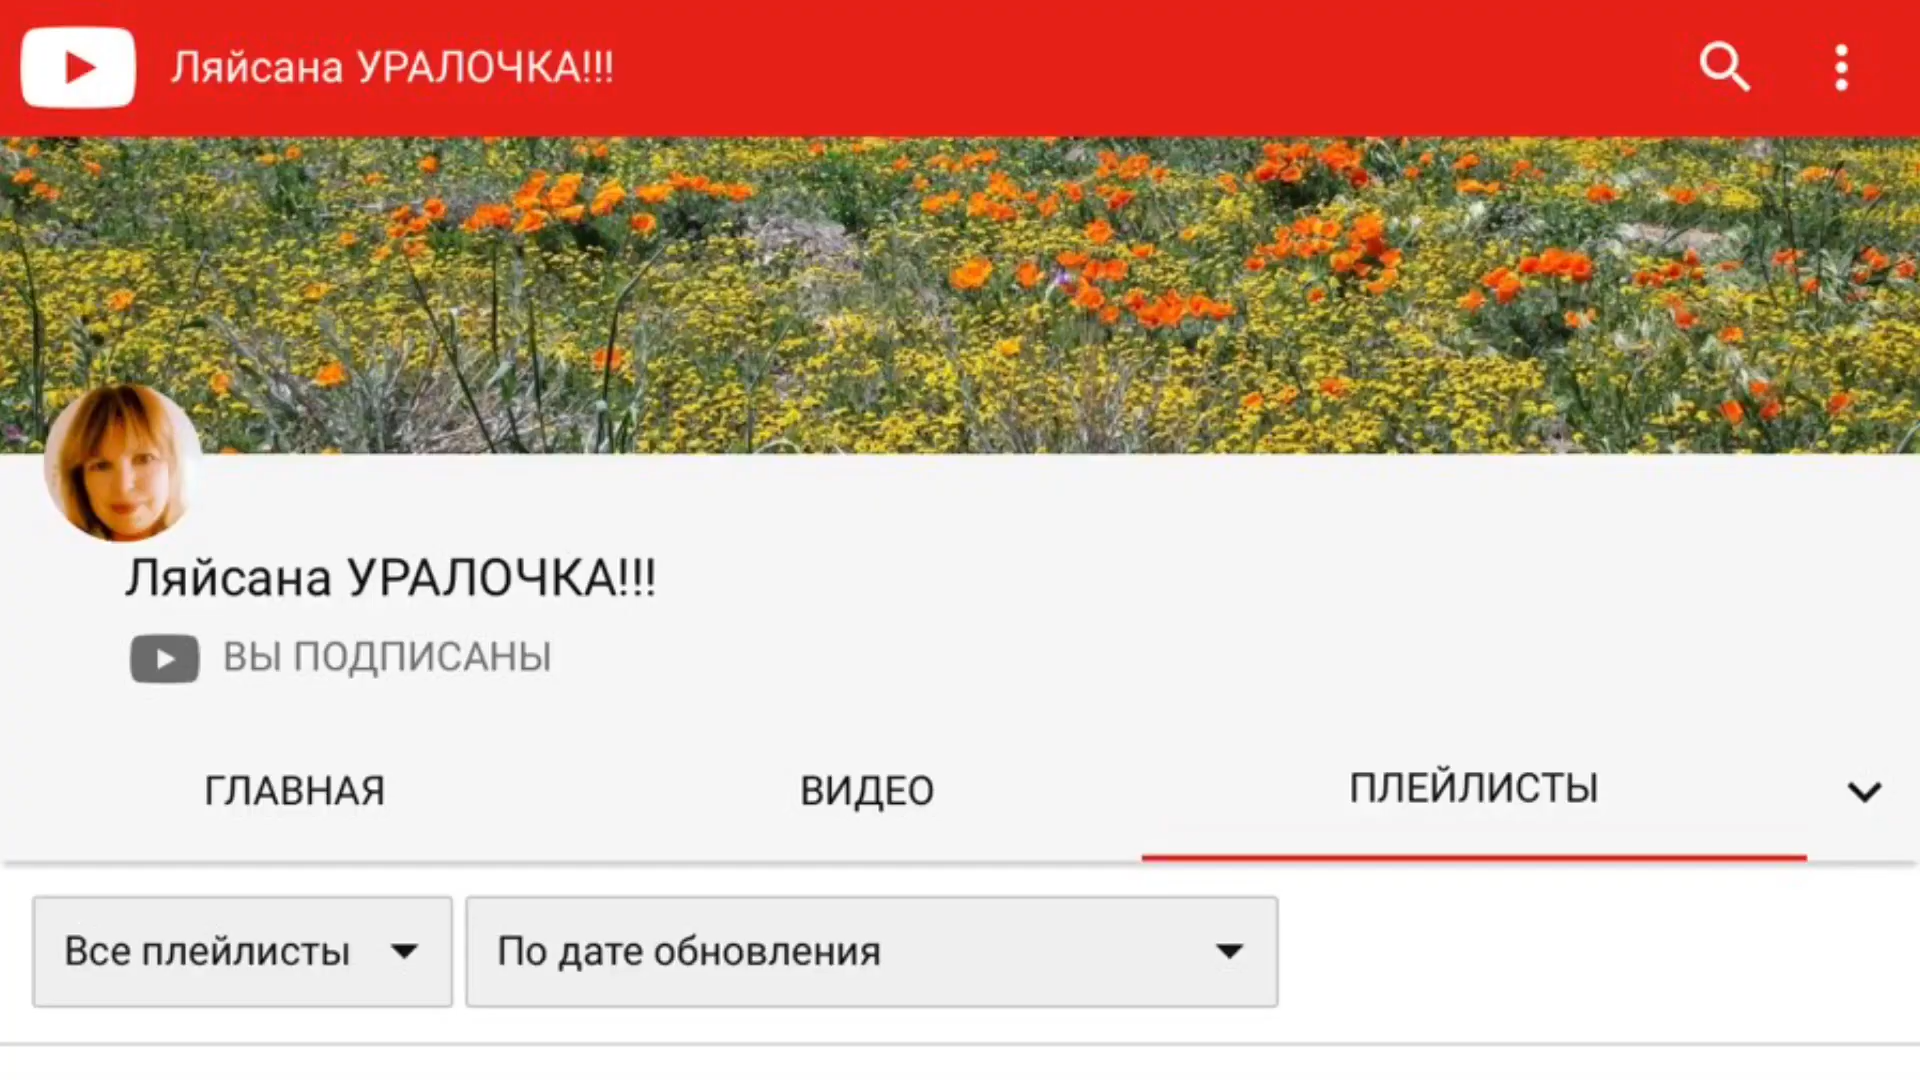 Ляйсана УРАЛОЧКА!!!
Ляйсана УРАЛОЧКА!!!
ВЫ ПОДПИСАНЫ
ГЛАВНАЯ ВИДЕО ПЛЕЙЛИСТЫ
Все плейлисты По дате обновления